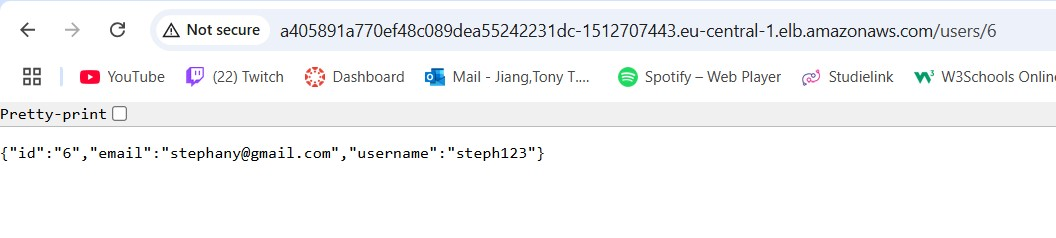 Not secure a405891a770ef48c089dea55242231dc-1512707443.eu-central-1.elb.amazonaws.com/users/6
YouTube (22) Twitch Dashboard Mail - Jiang,Tony T.... Spotify – Web Player Studielink W3Schools Online
Pretty-print
{"id":"6","email":"stephany@gmail.com","username":"steph123"}